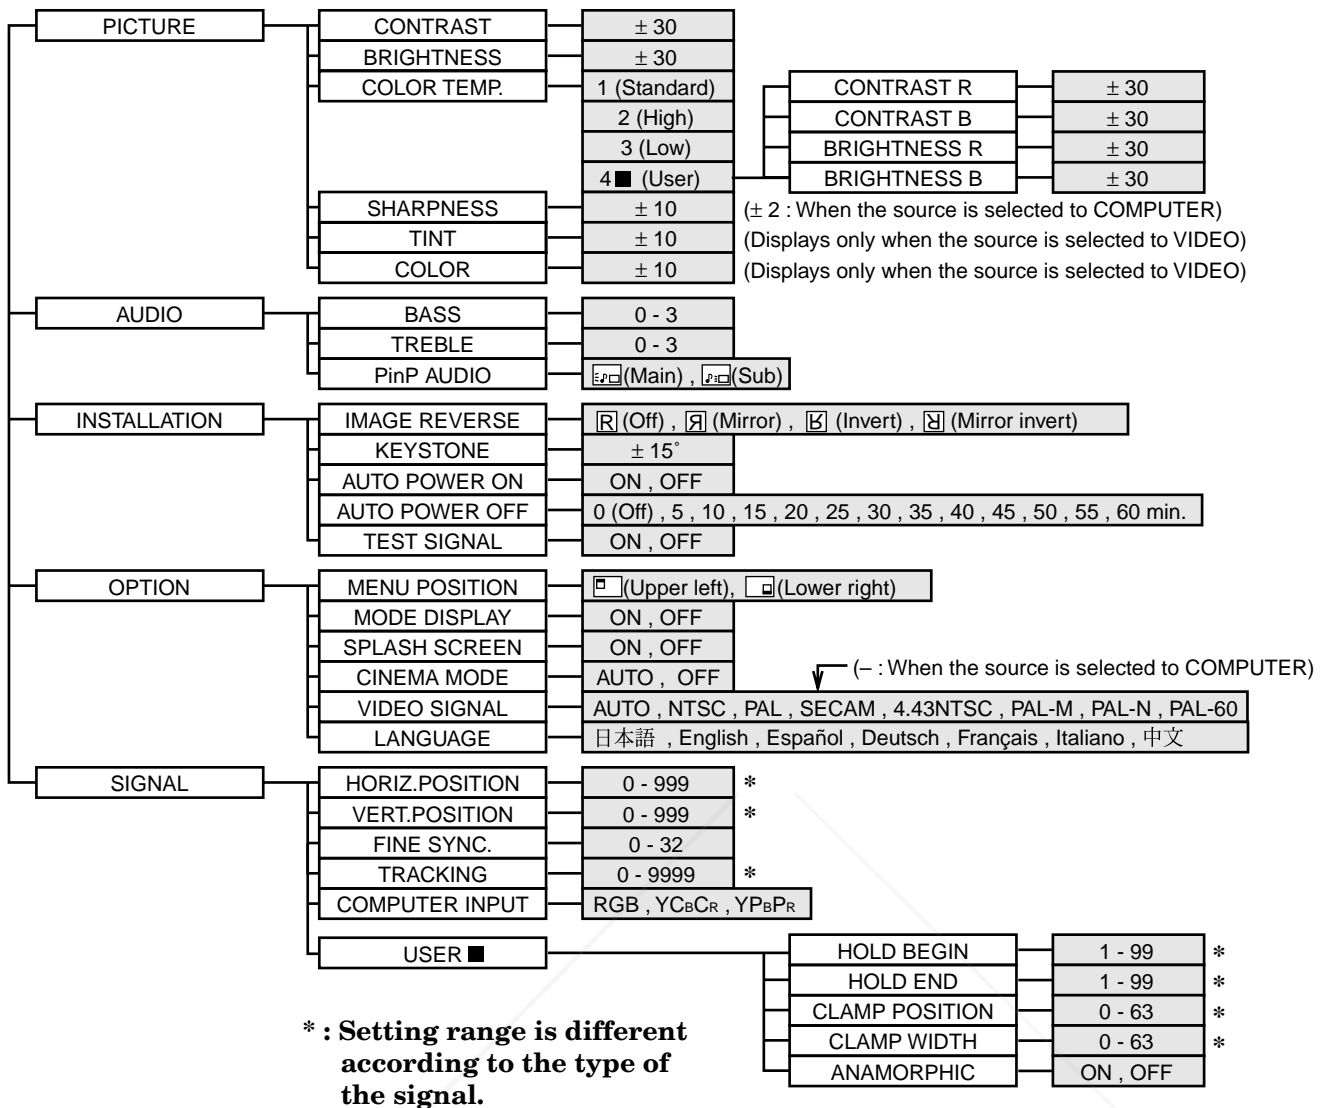 PICTURE CONTRAST ± 30
BRIGHTNESS ± 30
COLOR TEMP. 1 (Standard) CONTRAST R ± 30
2 (High) CONTRAST B ± 30
3 (Low) BRIGHTNESS R ± 30
4■ (User) BRIGHTNESS B ± 30
SHARPNESS ± 10 (± 2 : When the source is selected to COMPUTER)
TINT ± 10 (Displays only when the source is selected to VIDEO)
COLOR ± 10 (Displays only when the source is selected to VIDEO)
AUDIO BASS 0 - 3
TREBLE 0 - 3
PinP AUDIO (Main) , (Sub)
INSTALLATION IMAGE REVERSE R (Off) , R (Mirror) , R (Invert) , R (Mirror invert)
KEYSTONE ± 15˚
AUTO POWER ON ON , OFF
AUTO POWER OFF 0 (Off) , 5 , 10 , 15 , 20 , 25 , 30 , 35 , 40 , 45 , 50 , 55 , 60 min.
TEST SIGNAL ON , OFF
OPTION MENU POSITION (Upper left), (Lower right)
MODE DISPLAY ON , OFF
SPLASH SCREEN ON , OFF
CINEMA MODE AUTO , OFF (– : When the source is selected to COMPUTER)
VIDEO SIGNAL AUTO , NTSC , PAL , SECAM , 4.43NTSC , PAL-M , PAL-N , PAL-60
LANGUAGE 日本語 , English , Español , Deutsch , Français , Italiano , 中文
SIGNAL HORIZ.POSITION 0 - 999 *
VERT.POSITION 0 - 999 *
FINE SYNC. 0 - 32
TRACKING 0 - 9999 *
COMPUTER INPUT RGB , YCBCR , YPBPR
USER ■ HOLD BEGIN 1 - 99 *
HOLD END 1 - 99 *
CLAMP POSITION 0 - 63 *
CLAMP WIDTH 0 - 63 *
ANAMORPHIC ON , OFF
* : Setting range is different
according to the type of
the signal.